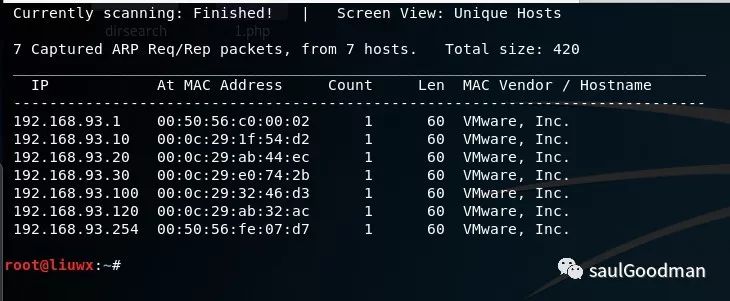 Currently scanning: Finished!   |   Screen View: Unique Hosts
dirsearch 1.php
7 Captured ARP Req/Rep packets, from 7 hosts.   Total size: 420
IP            At MAC Address     Count     Len  MAC Vendor / Hostname
192.168.93.1    00:50:56:c0:00:02      1      60  VMware, Inc.
192.168.93.10   00:0c:29:1f:54:d2      1      60  VMware, Inc.
192.168.93.20   00:0c:29:ab:44:ec      1      60  VMware, Inc.
192.168.93.30   00:0c:29:e0:74:2b      1      60  VMware, Inc.
192.168.93.100  00:0c:29:32:46:d3      1      60  VMware, Inc.
192.168.93.120  00:0c:29:ab:32:ac      1      60  VMware, Inc.
192.168.93.254  00:50:56:fe:07:d7      1      60  VMware, Inc.
root@liuwx:~#
saulGoodman